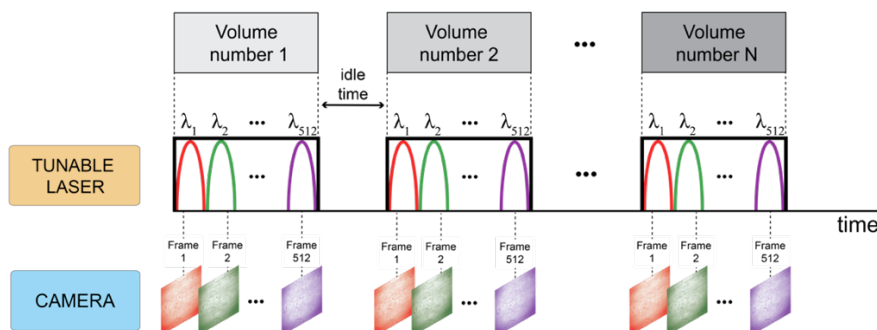 Volume
number 1
Volume
number 2
•••
Volume
number N
idle
time
λ1 λ2 ••• λ512
λ1 λ2 ••• λ512
λ1 λ2 ••• λ512
TUNABLE
LASER
••• ••• ••• •••
time
Frame
1
Frame
2
Frame
512
Frame
1
Frame
2
Frame
512
Frame
1
Frame
2
Frame
512
CAMERA
••• ••• •••